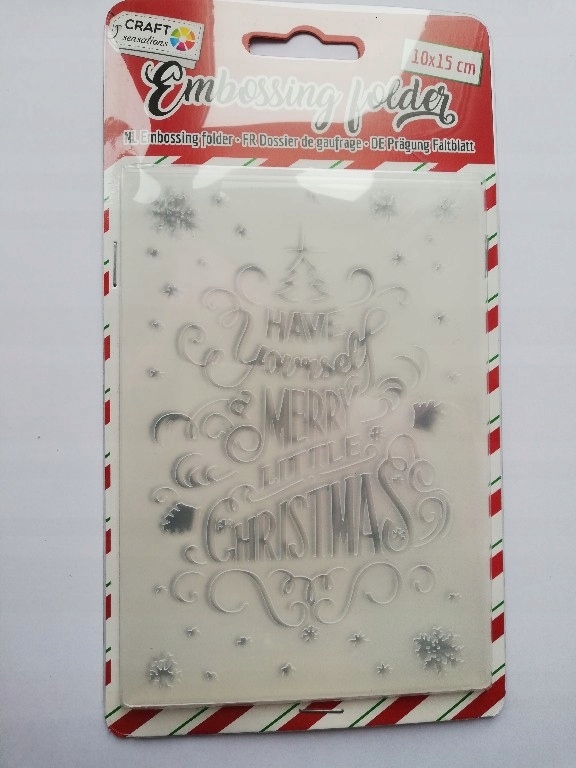 CRAFT
sensations
10x15 cm
Embossing folder
NL Embossing folder • FR Dossier de gaufrage • DE Prägung Faltblatt
HAVE
Yourself
MERRY
LITTLE
CHRISTMAS